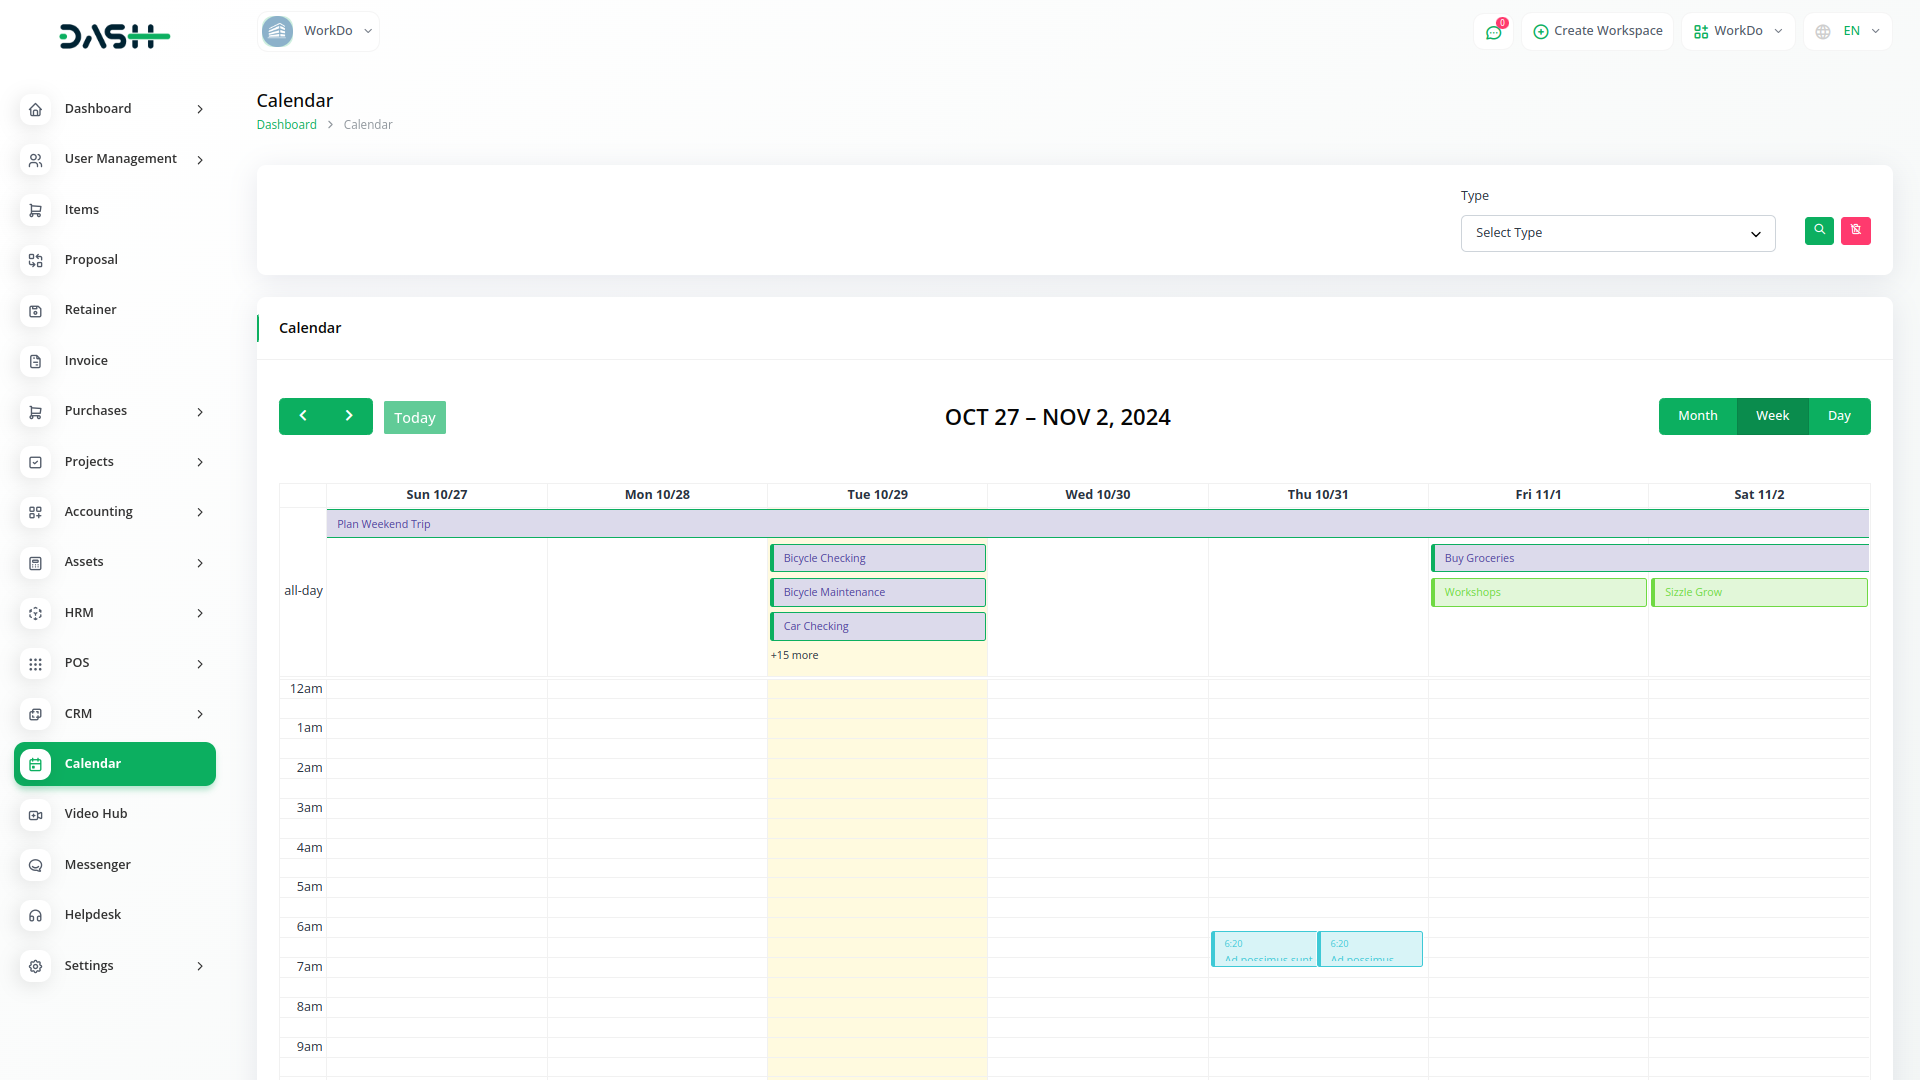 DASH
WorkDo
0
Create Workspace
WorkDo
EN
Dashboard
User Management
Items
Proposal
Retainer
Invoice
Purchases
Projects
Accounting
Assets
HRM
POS
CRM
Calendar
Video Hub
Messenger
Helpdesk
Settings
Calendar
Dashboard > Calendar
Type
Select Type
Calendar
Today
OCT 27 – NOV 2, 2024
Month Week Day
Sun 10/27 Mon 10/28 Tue 10/29 Wed 10/30 Thu 10/31 Fri 11/1 Sat 11/2
all-day
Plan Weekend Trip
Bicycle Checking
Bicycle Maintenance
Car Checking
+15 more
Buy Groceries
Workshops
Sizzle Grow
12am
1am
2am
3am
4am
5am
6am
7am
8am
9am
6:20
Ad possimus sunt
6:20
Ad possimus